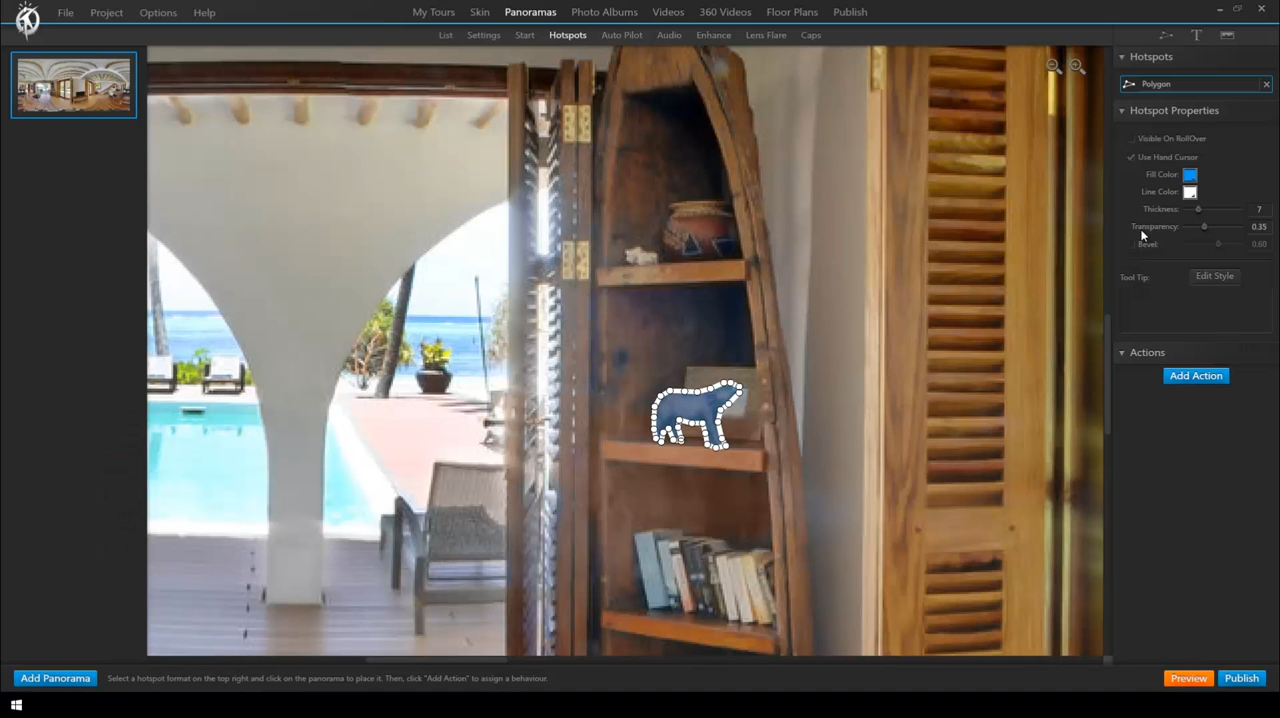 File Project Options Help My Tours Skin Panoramas Photo Albums Videos 360 Videos Floor Plans Publish
List Settings Start Hotspots Auto Pilot Audio Enhance Lens Flare Caps
Hotspots
Polygon
Hotspot Properties
Visible On RollOver
Use Hand Cursor
Fill Color:
Line Color:
Thickness: 7
Transparency: 0.35
Bevel: 0.60
Tool Tip: Edit Style
Actions
Add Action
Add Panorama Select a hotspot format on the top right and click on the panorama to place it. Then, click "Add Action" to assign a behaviour. Preview Publish